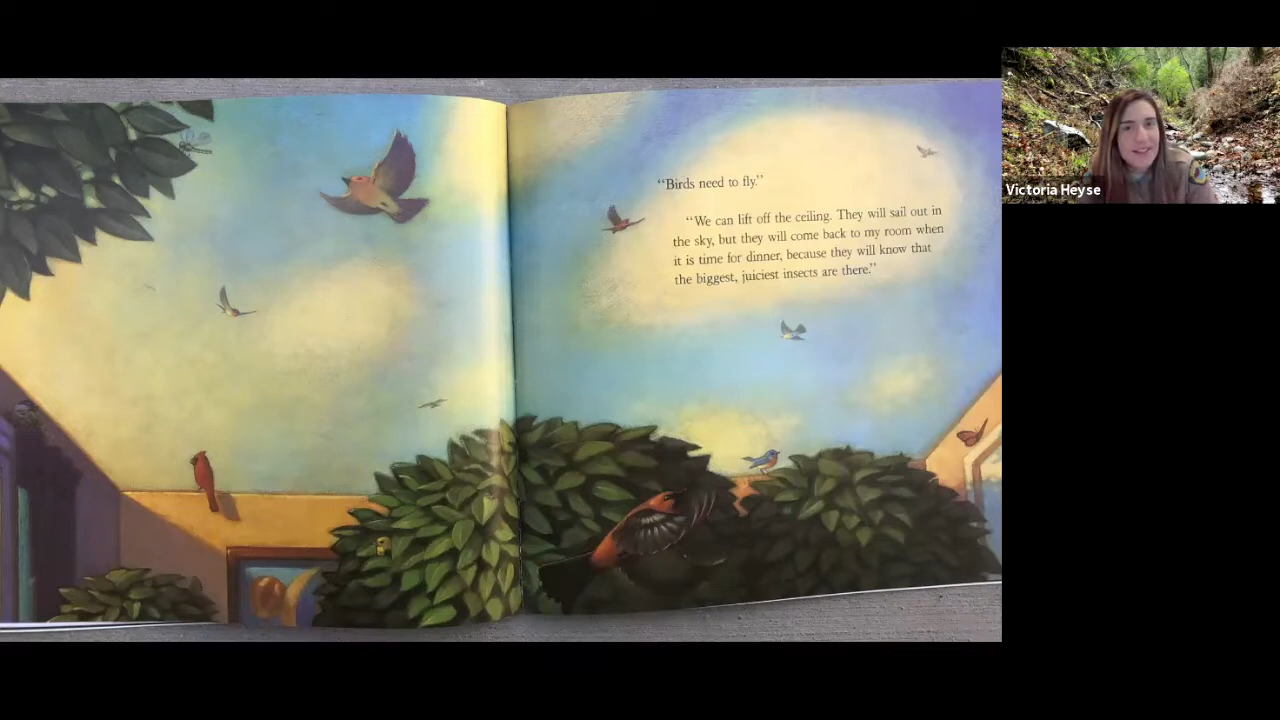 “Birds need to fly.”
“We can lift off the ceiling. They will sail out in
the sky, but they will come back to my room when
it is time for dinner, because they will know that
the biggest, juiciest insects are there.”
Victoria Heyse